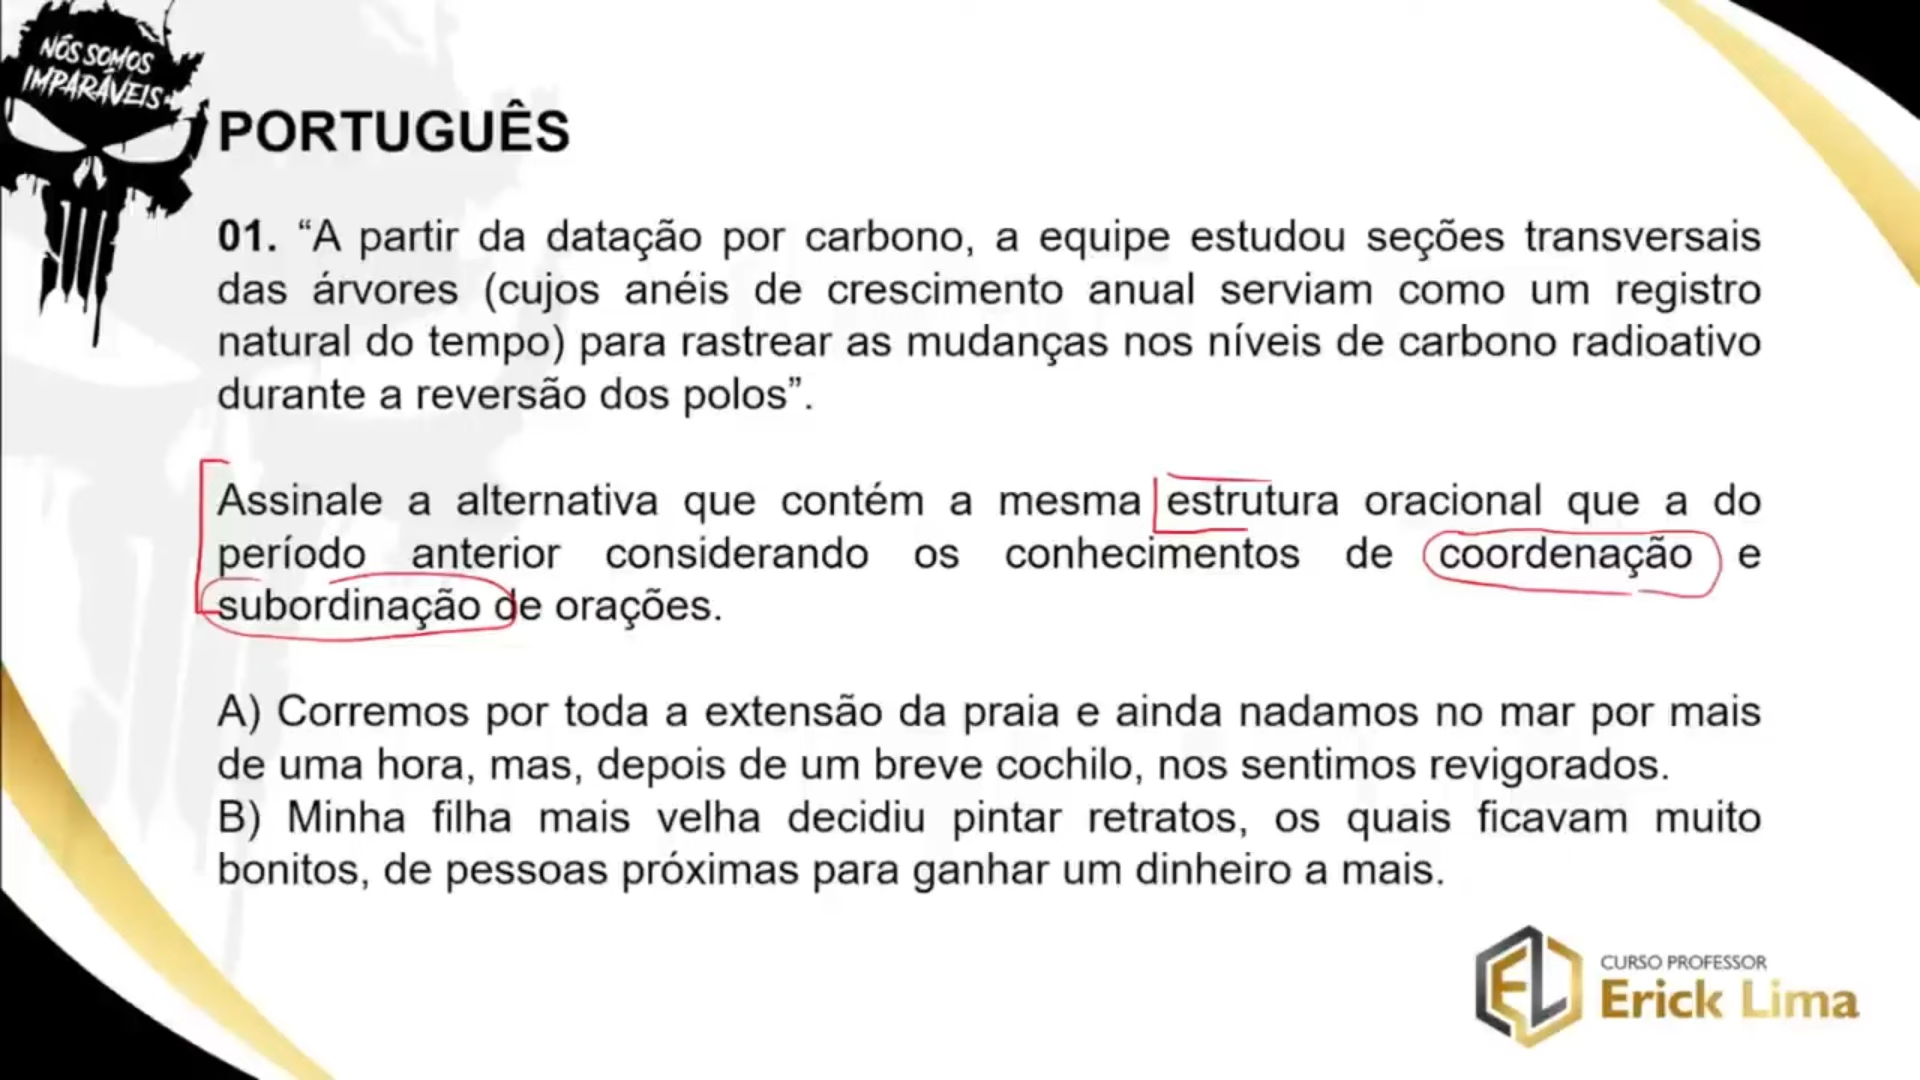 NÓS SOMOS
IMPARÁVEIS
PORTUGUÊS
01. “A partir da datação por carbono, a equipe estudou seções transversais
das árvores (cujos anéis de crescimento anual serviam como um registro
natural do tempo) para rastrear as mudanças nos níveis de carbono radioativo
durante a reversão dos polos”.
Assinale a alternativa que contém a mesma estrutura oracional que a do
período anterior considerando os conhecimentos de coordenação e
subordinação de orações.
A) Corremos por toda a extensão da praia e ainda nadamos no mar por mais
de uma hora, mas, depois de um breve cochilo, nos sentimos revigorados.
B) Minha filha mais velha decidiu pintar retratos, os quais ficavam muito
bonitos, de pessoas próximas para ganhar um dinheiro a mais.
CURSO PROFESSOR
Erick Lima